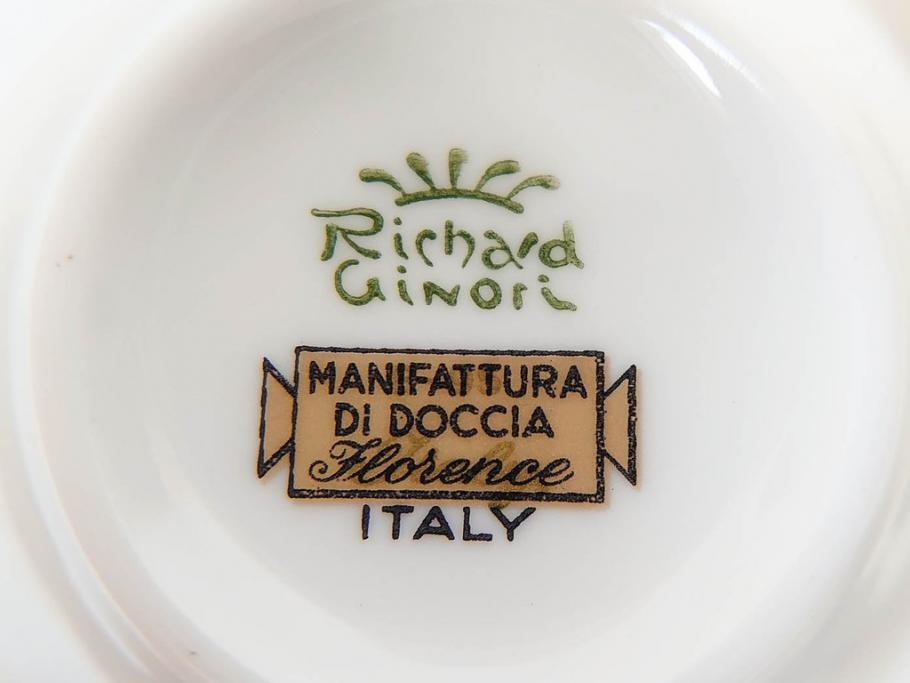 Richard
Ginori
MANIFATTURA
DI DOCCIA
Florence
ITALY